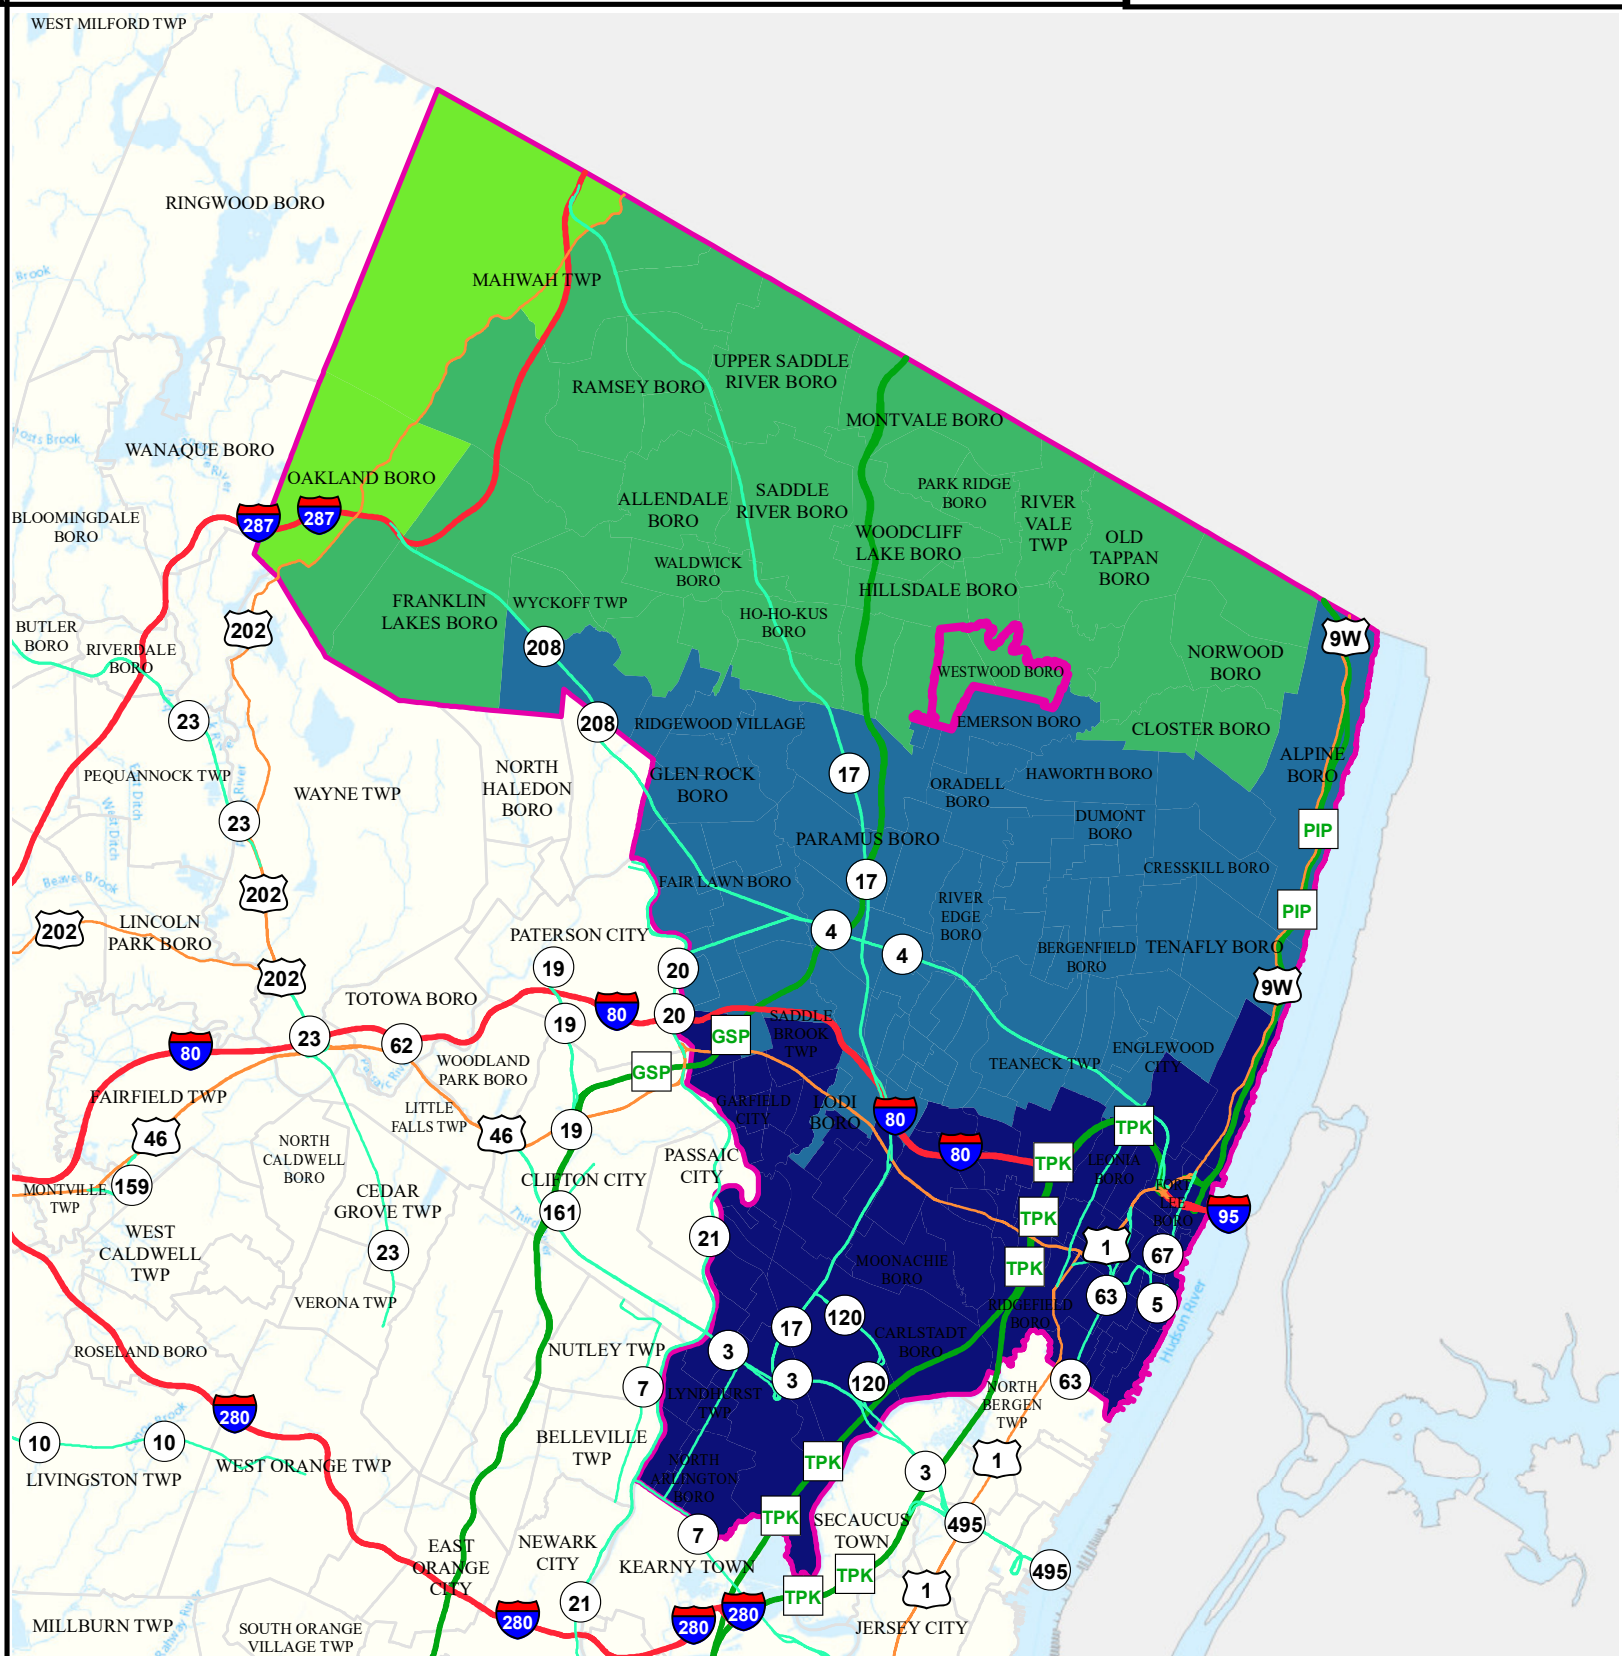 WEST MILFORD TWP
RINGWOOD BORO
MAHWAH TWP
UPPER SADDLE
RIVER BORO
RAMSEY BORO
MONTVALE BORO
WANAQUE BORO
OAKLAND BORO
BLOOMINGDALE
BORO
287
287
ALLENDALE
BORO
SADDLE
RIVER BORO
PARK RIDGE
BORO
RIVER
VALE
TWP
WOODCLIFF
LAKE BORO
OLD
TAPPAN
BORO
WALDWICK
BORO
HILLSDALE BORO
FRANKLIN
LAKES BORO
WYCKOFF TWP
HO-HO-KUS
BORO
BUTLER
BORO
RIVERDALE
BORO
202
208
9W
NORWOOD
BORO
WESTWOOD BORO
EMERSON BORO
CLOSTER BORO
23
208
RIDGEWOOD VILLAGE
ALPINE
BORO
PEQUANNOCK TWP
WAYNE TWP
NORTH
HALEDON
BORO
GLEN ROCK
BORO
17
ORADELL
BORO
HAWORTH BORO
DUMONT
BORO
23
PARAMUS BORO
PIP
Beaver Brook
202
FAIR LAWN BORO
17
CRESSKILL BORO
RIVER
EDGE
BORO
PIP
202
LINCOLN
PARK BORO
PATERSON CITY
4
4
BERGENFIELD
BORO
TENAFLY BORO
202
19
20
9W
TOTOWA BORO
80
19
20
SADDLE
BROOK
TWP
23
62
80
GSP
GSP
WOODLAND
PARK BORO
TEANECK TWP
ENGLEWOOD
CITY
FAIRFIELD TWP
LITTLE
FALLS TWP
GARFIELD
CITY
LODI
BORO
80
46
46
19
TPK
NORTH
CALDWELL
BORO
PASSAIC
CITY
80
TPK
LEONIA
BORO
MONTVILLE
TWP
159
CLIFTON CITY
FORT
LEE
BORO
CEDAR
GROVE TWP
161
TPK
95
WEST
CALDWELL
TWP
23
21
MOONACHIE
BORO
TPK
1
67
VERONA TWP
RIDGEFIELD
BORO
63
5
Hudson River
17
120
CARLSTADT
BORO
ROSELAND BORO
NUTLEY TWP
3
3
120
63
7
LYNDHURST
TWP
NORTH
BERGEN
TWP
280
10
10
BELLEVILLE
TWP
LIVINGSTON TWP
WEST ORANGE TWP
NORTH
ARLINGTON
BORO
TPK
3
1
TPK
SECAUCUS
TOWN
495
7
EAST
ORANGE
CITY
NEWARK
CITY
KEARNY TOWN
TPK
495
TPK
1
21
280
280
280
MILLBURN TWP
SOUTH ORANGE
VILLAGE TWP
JERSEY CITY